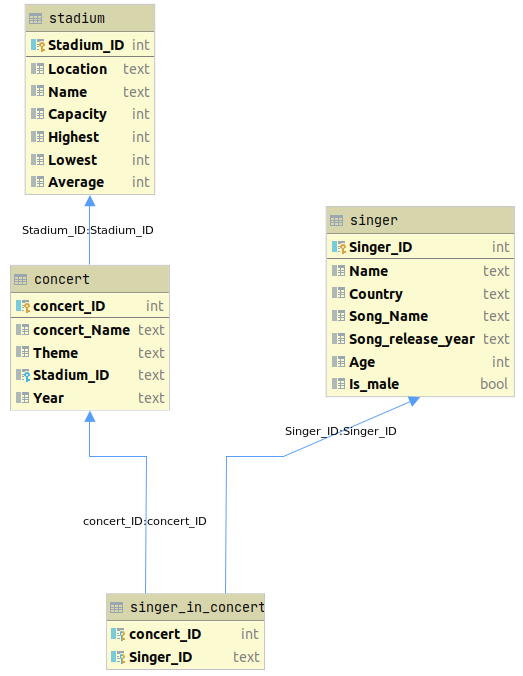 stadium
Stadium_ID int
Location text
Name text
Capacity int
Highest int
Lowest int
Average int
Stadium_ID:Stadium_ID
singer
Singer_ID int
Name text
Country text
Song_Name text
Song_release_year text
Age int
Is_male bool
concert
concert_ID int
concert_Name text
Theme text
Stadium_ID text
Year text
Singer_ID:Singer_ID
concert_ID:concert_ID
singer_in_concert
concert_ID int
Singer_ID text